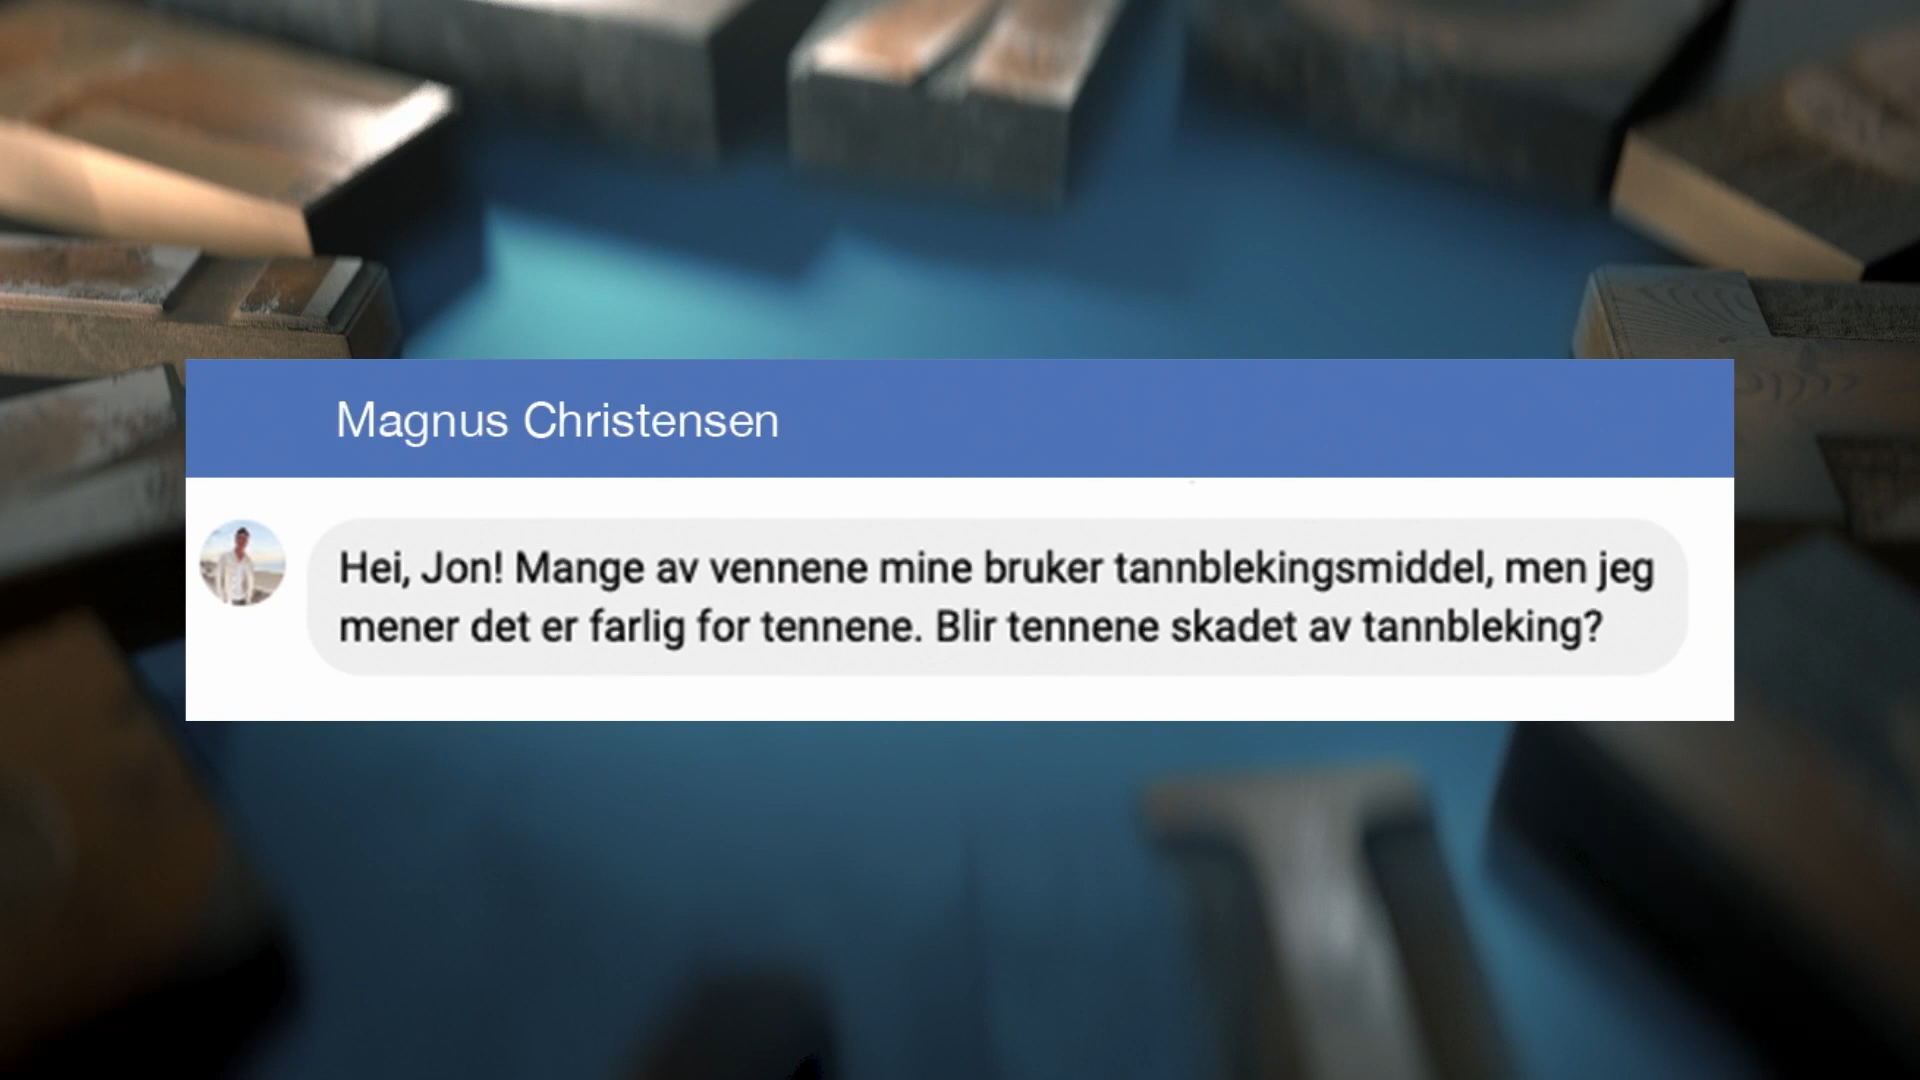 Magnus Christensen
Hei, Jon! Mange av vennene mine bruker tannblekingsmiddel, men jeg
mener det er farlig for tennene. Blir tennene skadet av tannbleking?